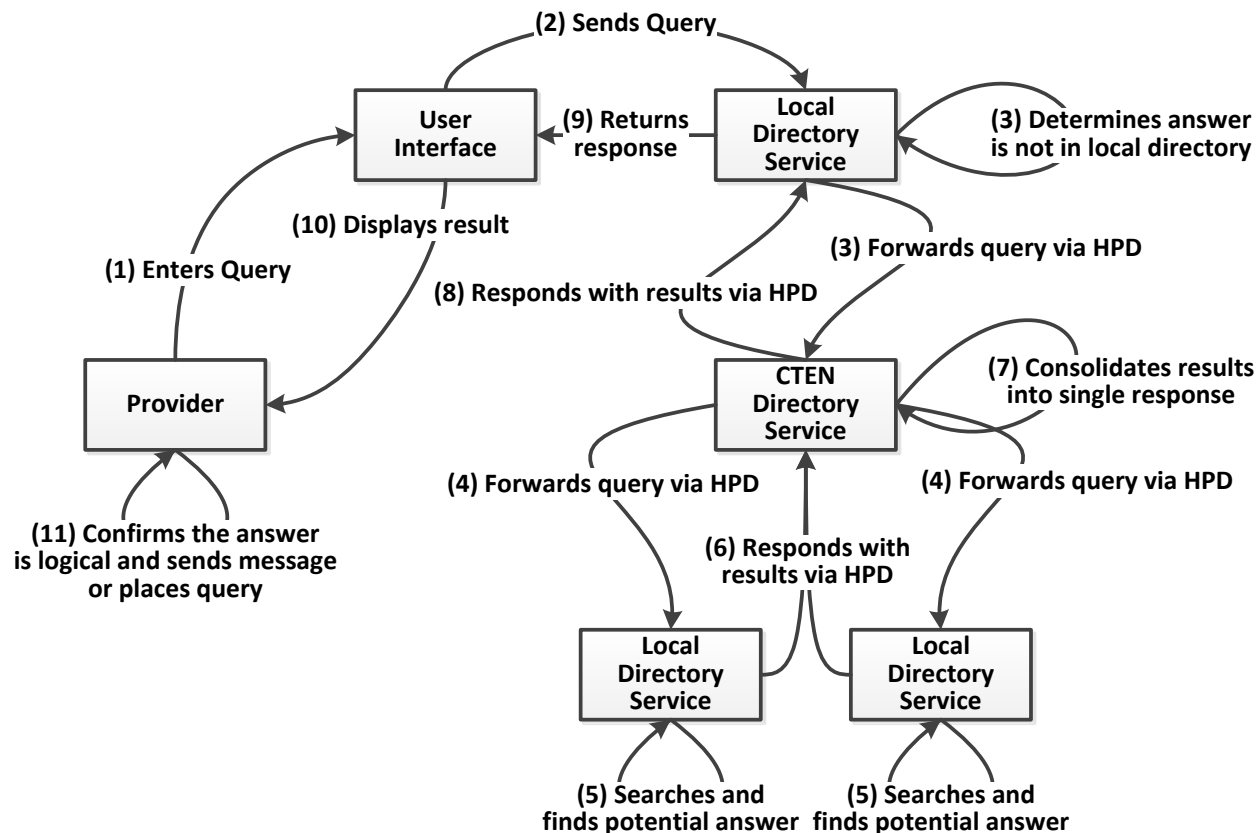 (2) Sends Query
User
Interface
(9) Returns
response
Local
Directory
Service
(3) Determines answer
is not in local directory
(10) Displays result
(1) Enters Query
(3) Forwards query via HPD
(8) Responds with results via HPD
Provider
CTEN
Directory
Service
(7) Consolidates results
into single response
(4) Forwards query via HPD
(4) Forwards query via HPD
(11) Confirms the answer
is logical and sends message
or places query
(6) Responds with
results via HPD
Local
Directory
Service
Local
Directory
Service
(5) Searches and
finds potential answer
(5) Searches and
finds potential answer